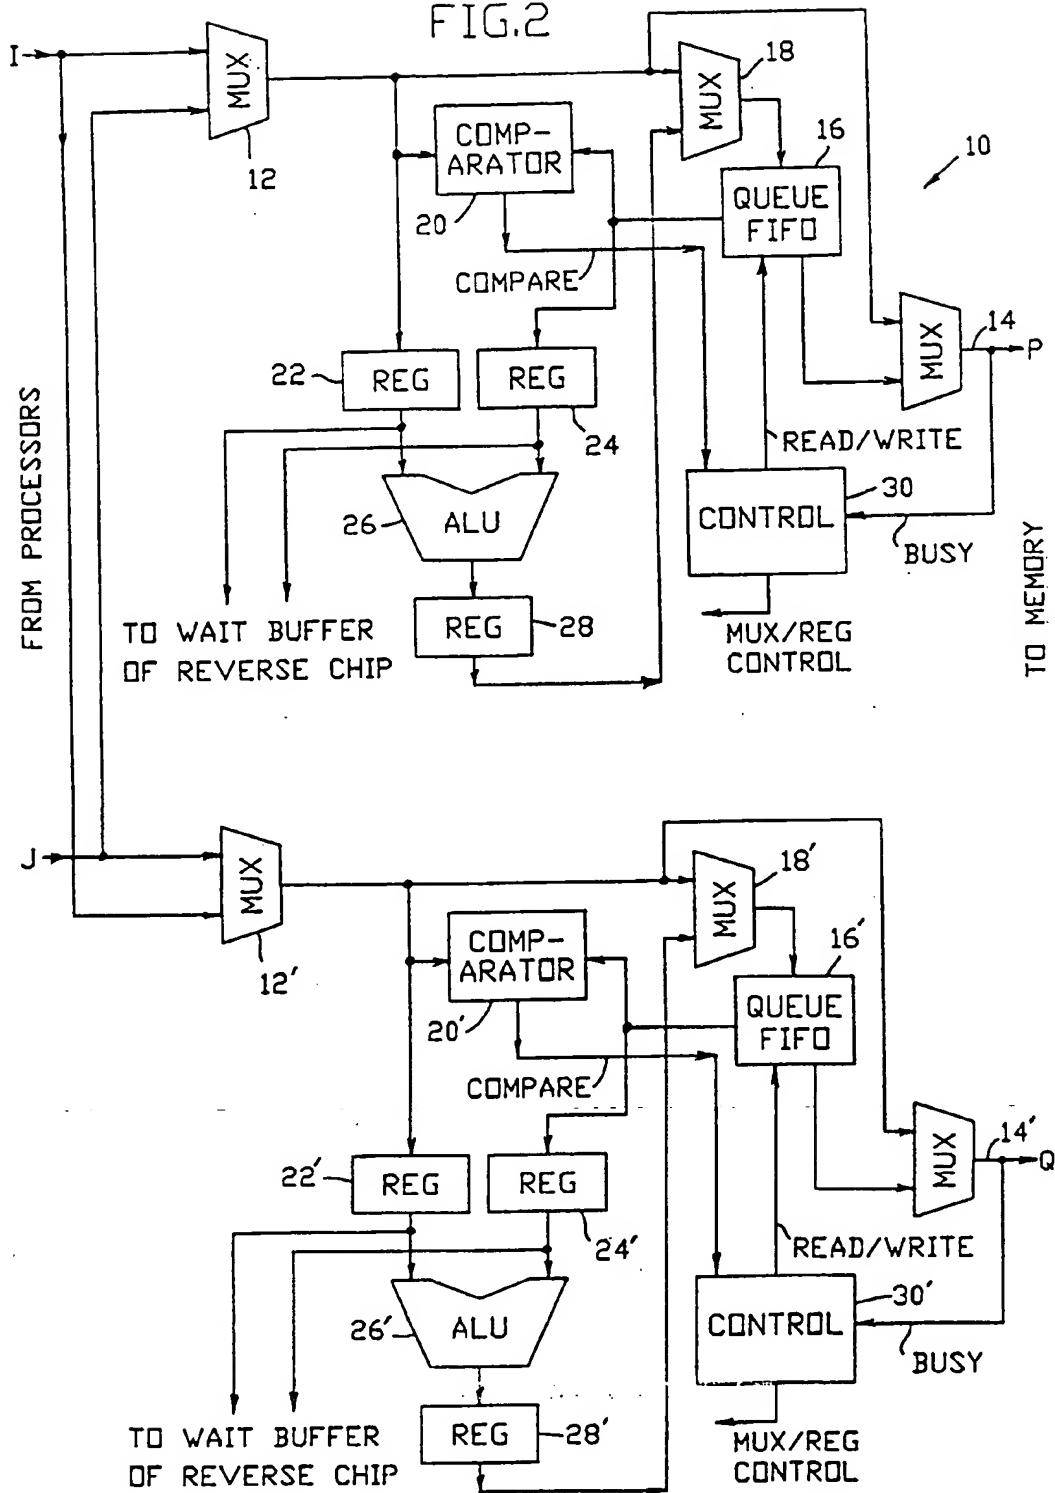 FIG.2
I
MUX
12
COMP-
ARATOR
20
COMPARE
MUX
18
16
QUEUE
FIFO
10
MUX
14
P
22
REG
REG
24
READ/WRITE
26
ALU
CONTROL
30
BUSY
REG
28
MUX/REG
CONTROL
TO WAIT BUFFER
OF REVERSE CHIP
FROM PROCESSORS
TO MEMORY
J
MUX
12'
COMP-
ARATOR
20'
COMPARE
MUX
18'
16'
QUEUE
FIFO
MUX
14'
Q
22'
REG
REG
24'
READ/WRITE
26'
ALU
CONTROL
30'
BUSY
REG
28'
MUX/REG
CONTROL
TO WAIT BUFFER
OF REVERSE CHIP